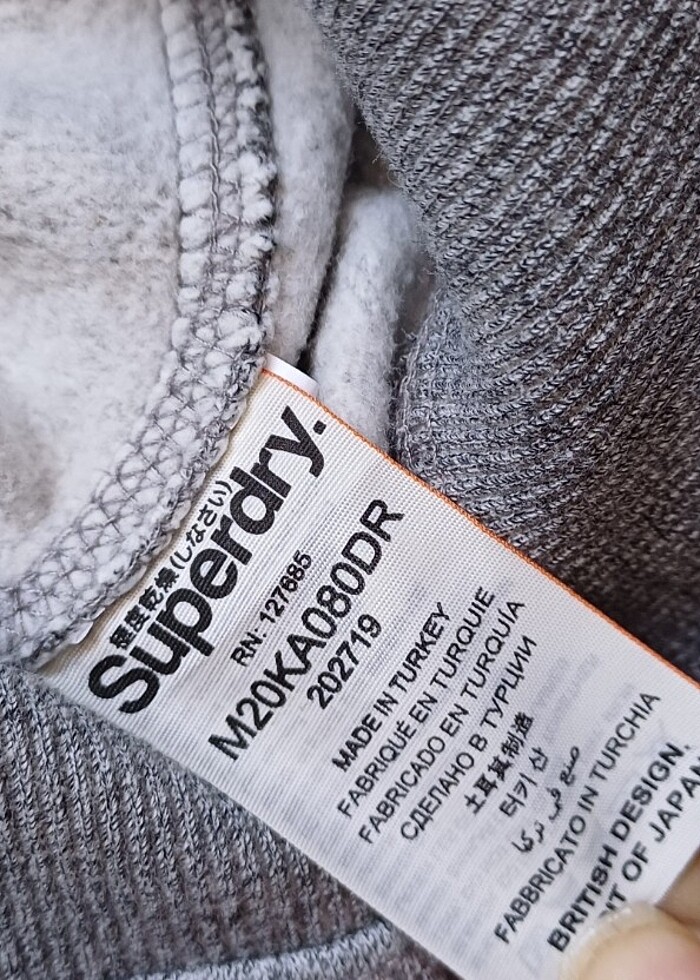 極度乾燥(しなさい)
Superdry.
RN: 127685
M20KA080DR
202719
MADE IN TURKEY
FABRIQUÉ EN TURQUIE
FABRICADO EN TURQUÍA
СДЕЛАНО В ТУРЦИИ
土耳其制造
터키 산
صنع في تركيا
FABBRICATO IN TURCHIA
BRITISH DESIGN.
OF JAPAN